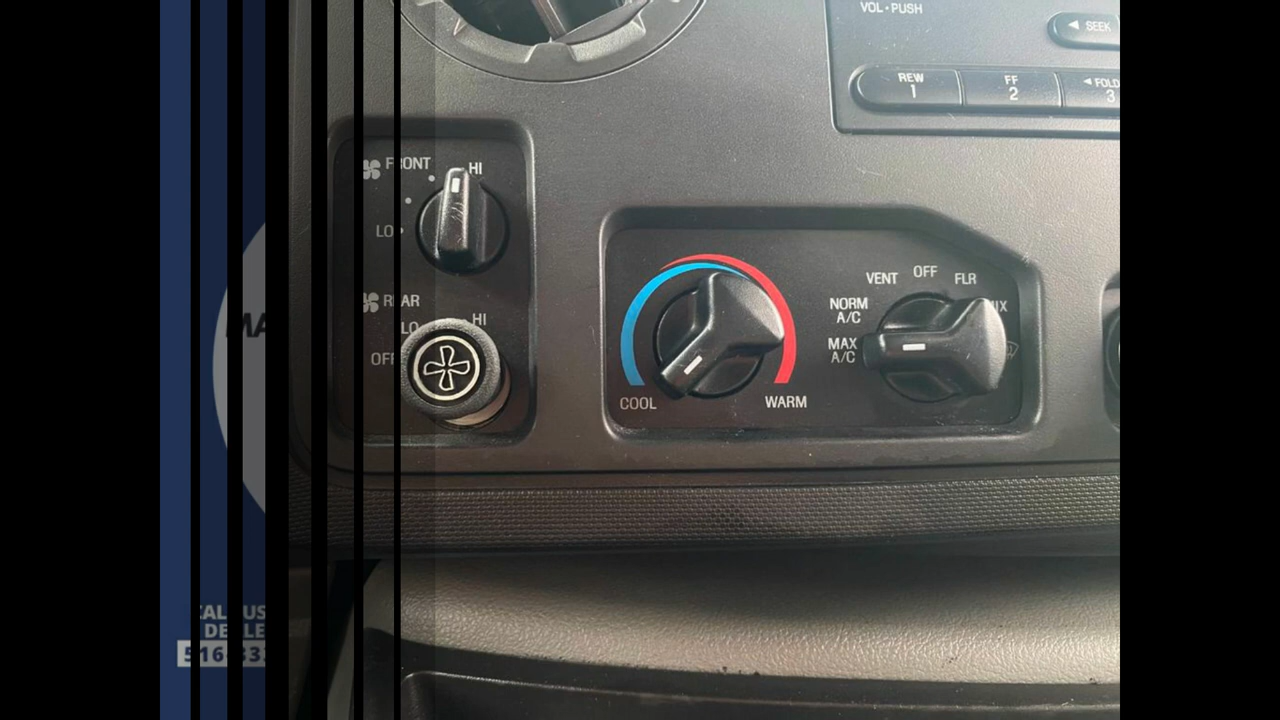 VOL•PUSH
◄ SEEK
REW
1
FF
2
◄ FOLD
3
FRONT
HI
LO
REAR
LO
HI
COOL
WARM
VENT
OFF
FLR
NORM
A/C
MAX
A/C